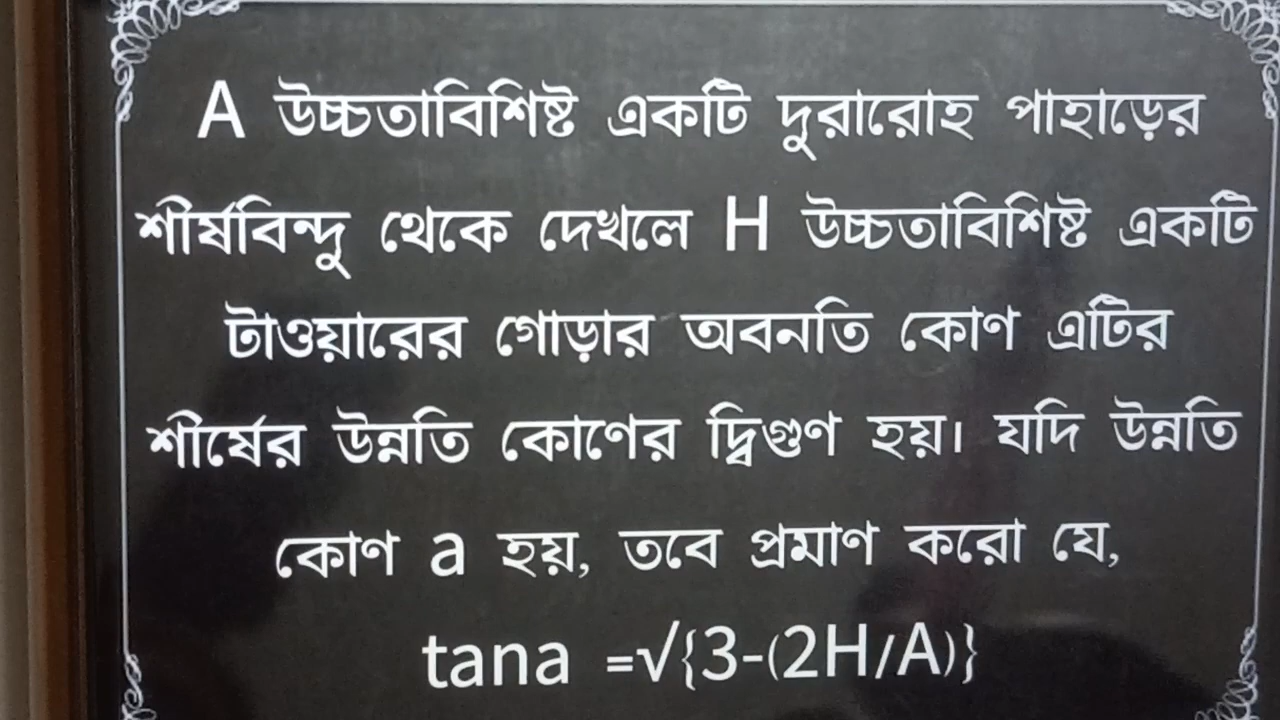 A উচ্চতাবিশিষ্ট একটি দুরারোহ পাহাড়ের
শীর্ষবিন্দু থেকে দেখলে H উচ্চতাবিশিষ্ট একটি
টাওয়ারের গোড়ার অবনতি কোণ এটির
শীর্ষের উন্নতি কোণের দ্বিগুণ হয়। যদি উন্নতি
কোণ a হয়, তবে প্রমাণ করো যে,
tana =√{3-(2H/A)}